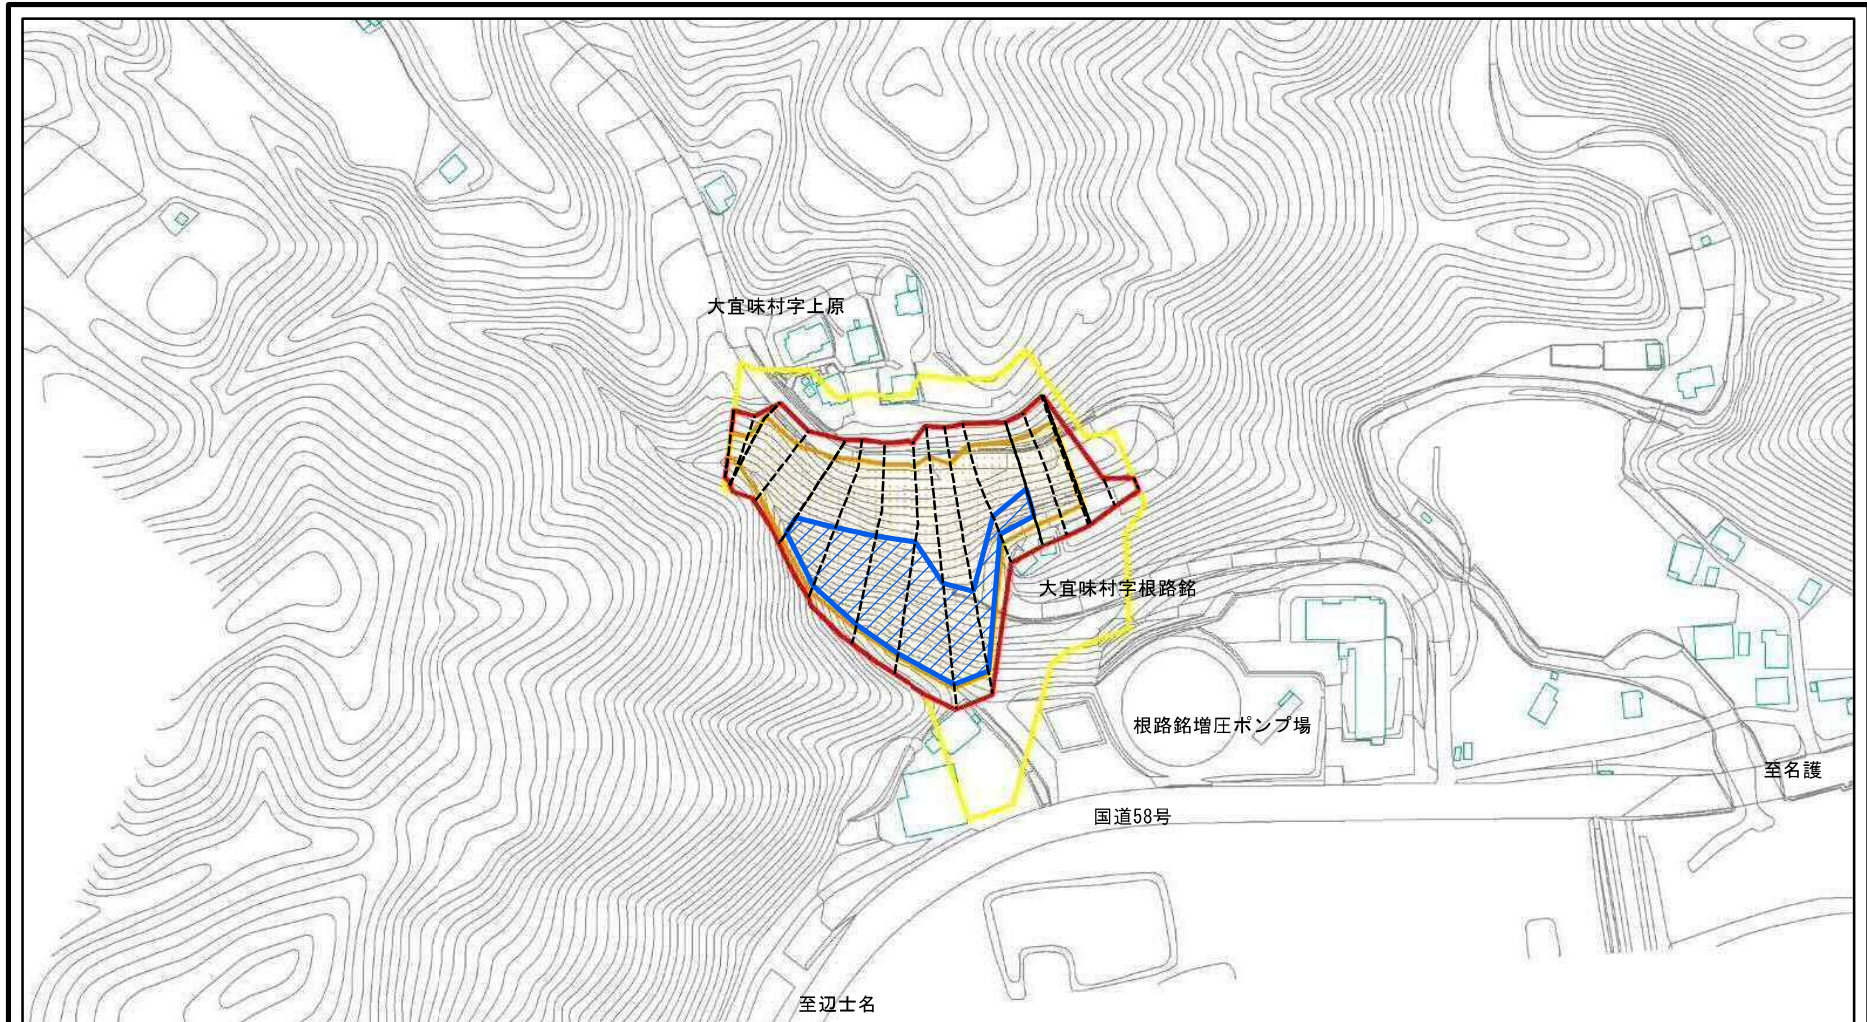 大宜味村字上原
大宜味村字根路銘
根路銘増圧ポンプ場
至名護
国道58号
至辺士名